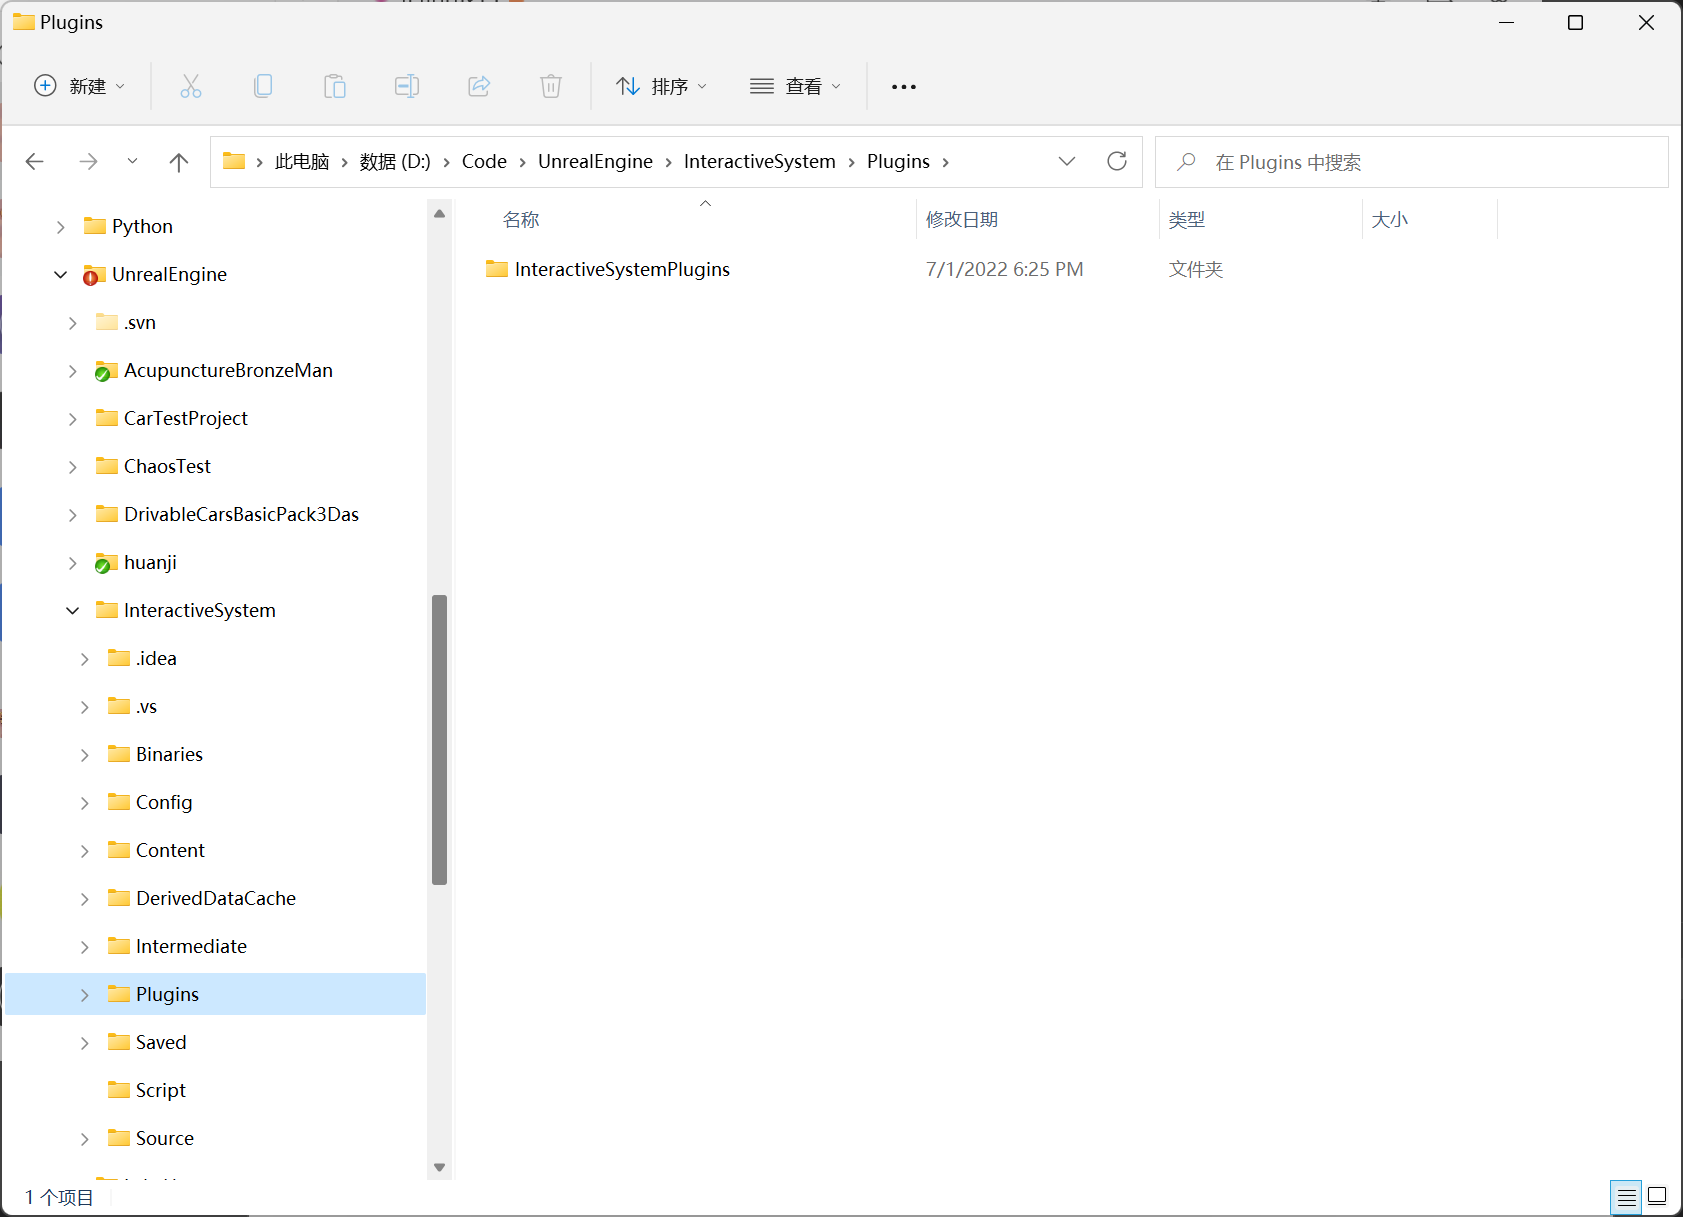 Plugins
新建
排序
查看
此电脑 数据 (D:) Code UnrealEngine InteractiveSystem Plugins
在 Plugins 中搜索
Python
UnrealEngine
.svn
AcupunctureBronzeMan
CarTestProject
ChaosTest
DrivableCarsBasicPack3Das
huanji
InteractiveSystem
.idea
.vs
Binaries
Config
Content
DerivedDataCache
Intermediate
Plugins
Saved
Script
Source
名称 修改日期 类型 大小
InteractiveSystemPlugins 7/1/2022 6:25 PM 文件夹
1 个项目